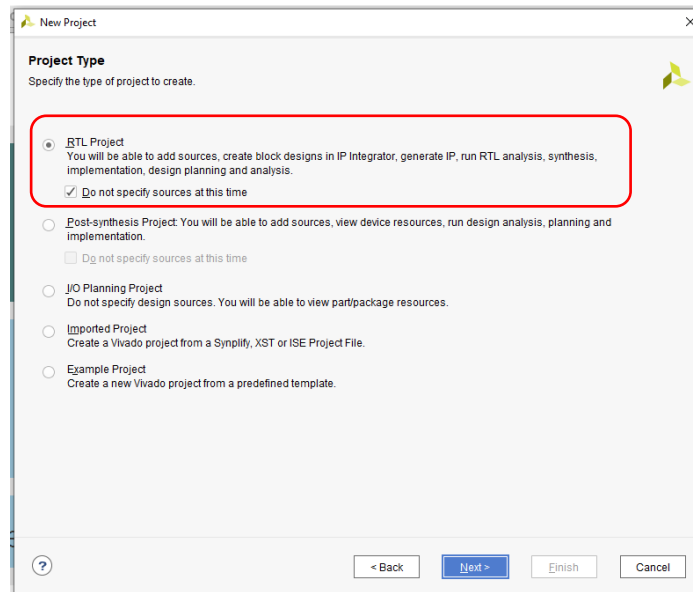 New Project
Project Type
Specify the type of project to create.
RTL Project
You will be able to add sources, create block designs in IP Integrator, generate IP, run RTL analysis, synthesis,
implementation, design planning and analysis.
Do not specify sources at this time
Post-synthesis Project: You will be able to add sources, view device resources, run design analysis, planning and
implementation.
Do not specify sources at this time
I/O Planning Project
Do not specify design sources. You will be able to view part/package resources.
Imported Project
Create a Vivado project from a Synplify, XST or ISE Project File.
Example Project
Create a new Vivado project from a predefined template.
? < Back Next > Finish Cancel